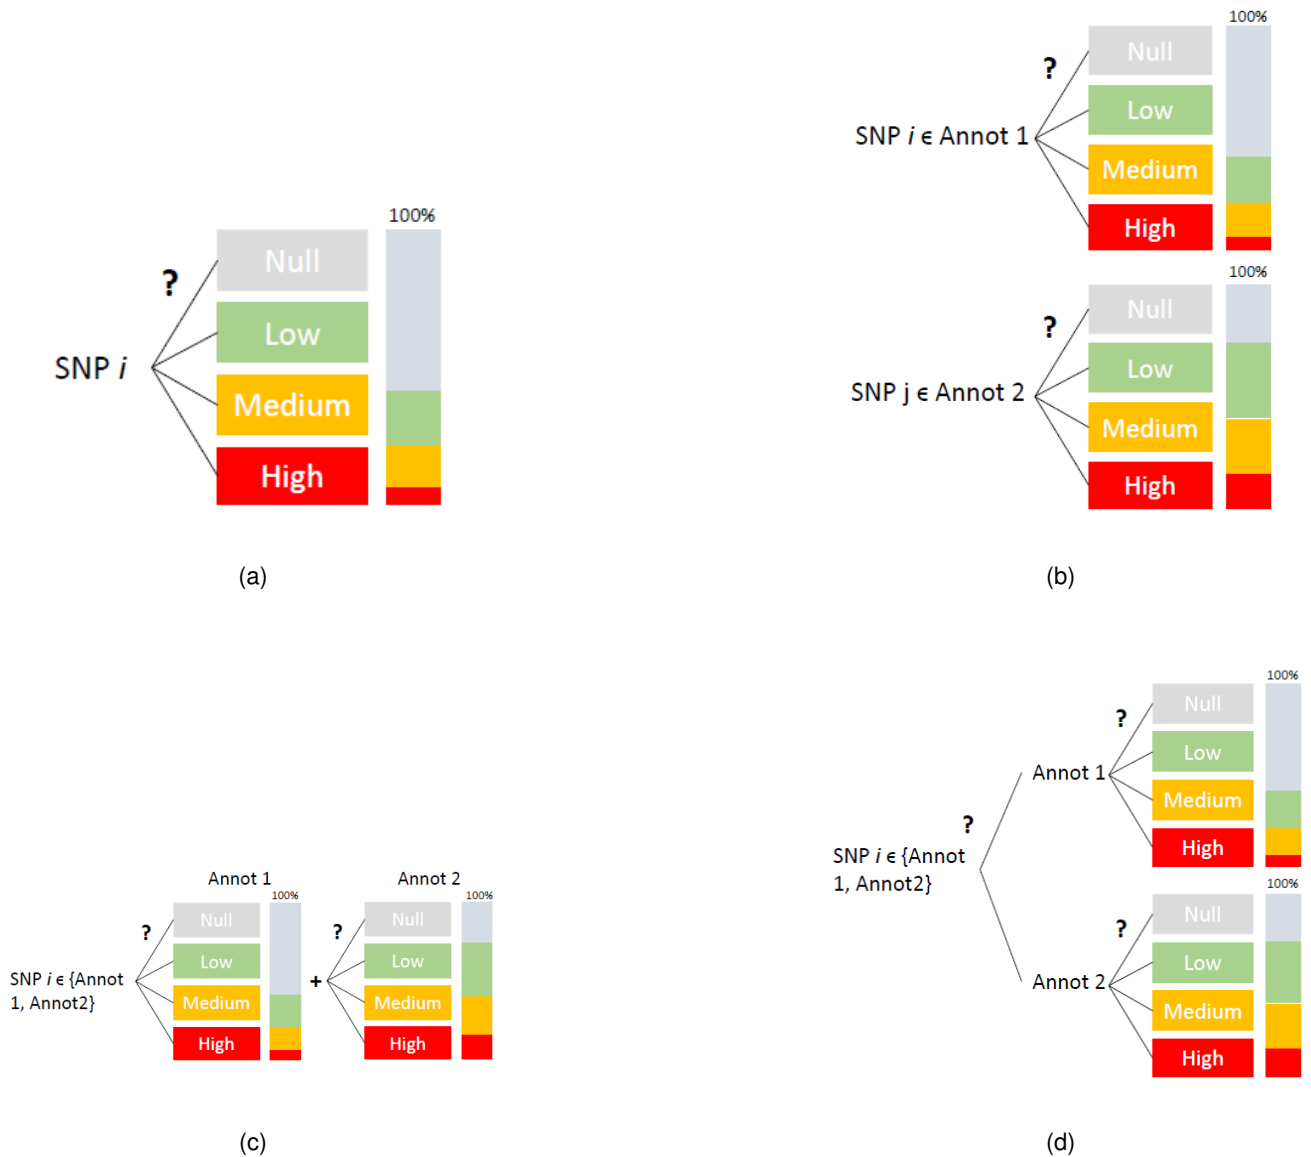 100%
Null
?
Low
SNP i
Medium
High
(a)
100%
Null
?
Low
SNP i ϵ Annot 1
Medium
High
100%
Null
?
Low
SNP j ϵ Annot 2
Medium
High
(b)
Annot 1
100%
Null
?
Low
SNP i ϵ {Annot
1, Annot2}
Medium
High
+
Annot 2
100%
Null
?
Low
Medium
High
(c)
SNP i ϵ {Annot
1, Annot2}
?
Annot 1
100%
Null
?
Low
Medium
High
Annot 2
100%
Null
?
Low
Medium
High
(d)